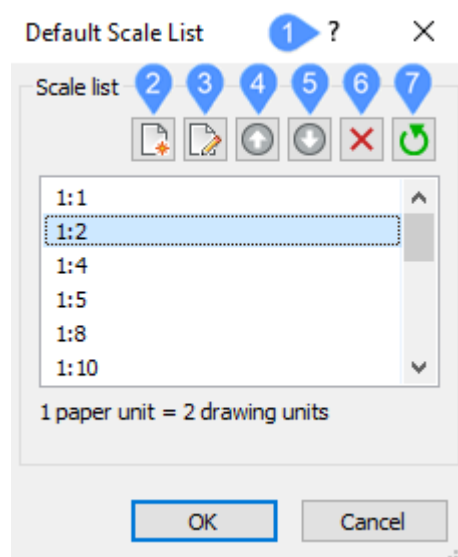 Default Scale List 1 ?
Scale list 2 3 4 5 6 7
1:1
1:2
1:4
1:5
1:8
1:10
1 paper unit = 2 drawing units
OK Cancel